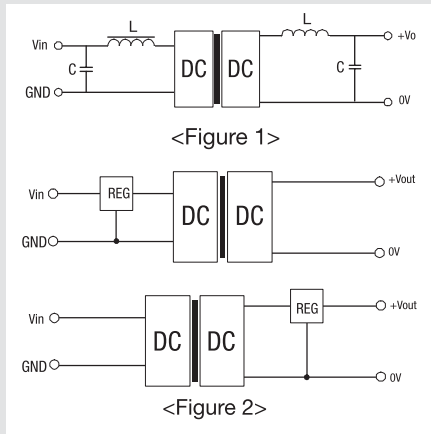 L
L
Vin
+Vo
C
DC
DC
C
GND
0V
<Figure 1>
Vin
REG
+Vout
DC
DC
GND
0V
Vin
REG
+Vout
DC
DC
GND
0V
<Figure 2>